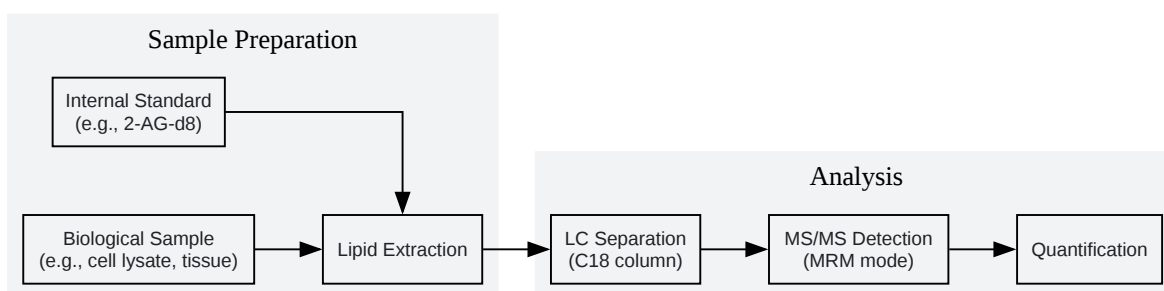 Sample Preparation
Internal Standard
(e.g., 2-AG-d8)
Biological Sample
(e.g., cell lysate, tissue)
Lipid Extraction
Analysis
LC Separation
(C18 column)
MS/MS Detection
(MRM mode)
Quantification